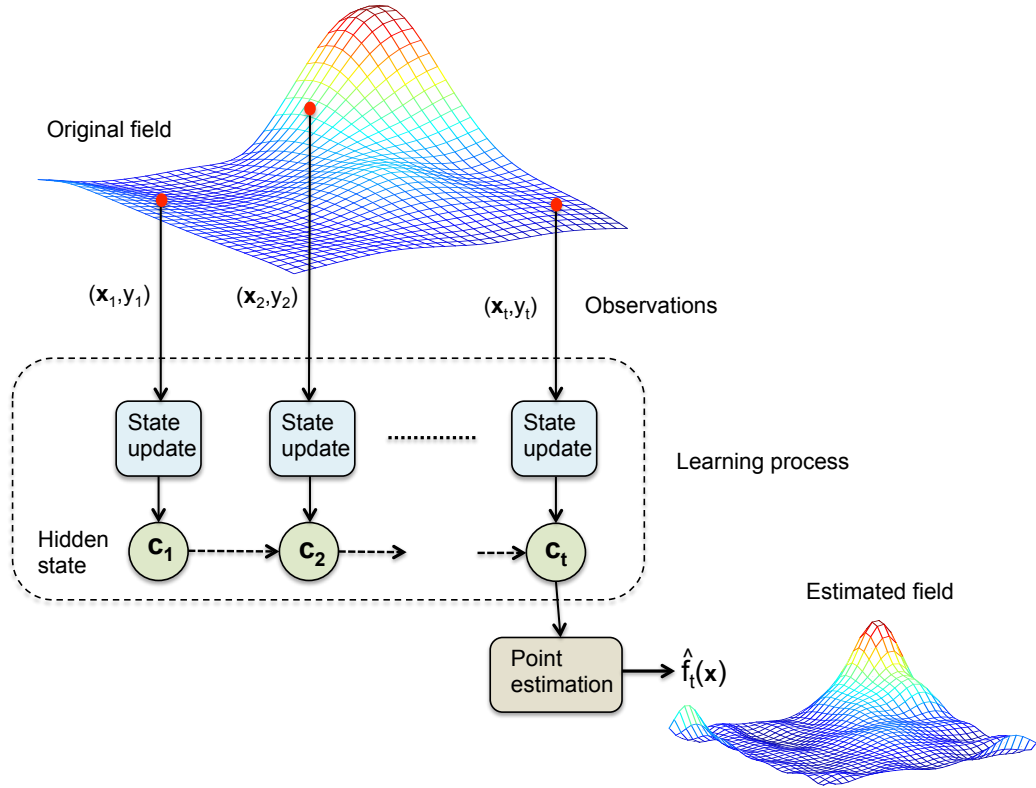 Original field
(x₁,y₁)
(x₂,y₂)
(xₜ,yₜ)
Observations
State
update
State
update
State
update
Learning process
Hidden
state
c₁
c₂
cₜ
Estimated field
Point
estimation
f̂ₜ(x)